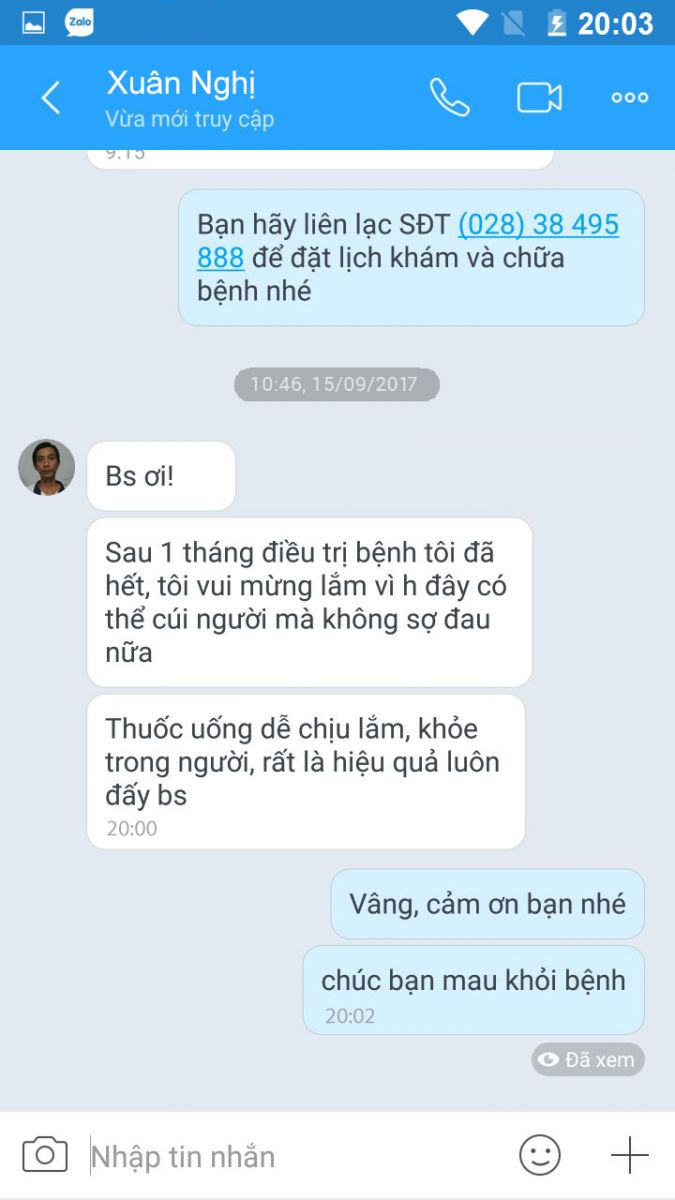 Zalo
20:03
Xuân Nghị
Vừa mới truy cập
9:15
Bạn hãy liên lạc SĐT (028) 38 495
888 để đặt lịch khám và chữa
bệnh nhé
10:46, 15/09/2017
Bs ơi!
Sau 1 tháng điều trị bệnh tôi đã
hết, tôi vui mừng lắm vì h đây có
thể cúi người mà không sợ đau
nữa
Thuốc uống dễ chịu lắm, khỏe
trong người, rất là hiệu quả luôn
đấy bs
20:00
Vâng, cảm ơn bạn nhé
chúc bạn mau khỏi bệnh
20:02
Đã xem
Nhập tin nhắn